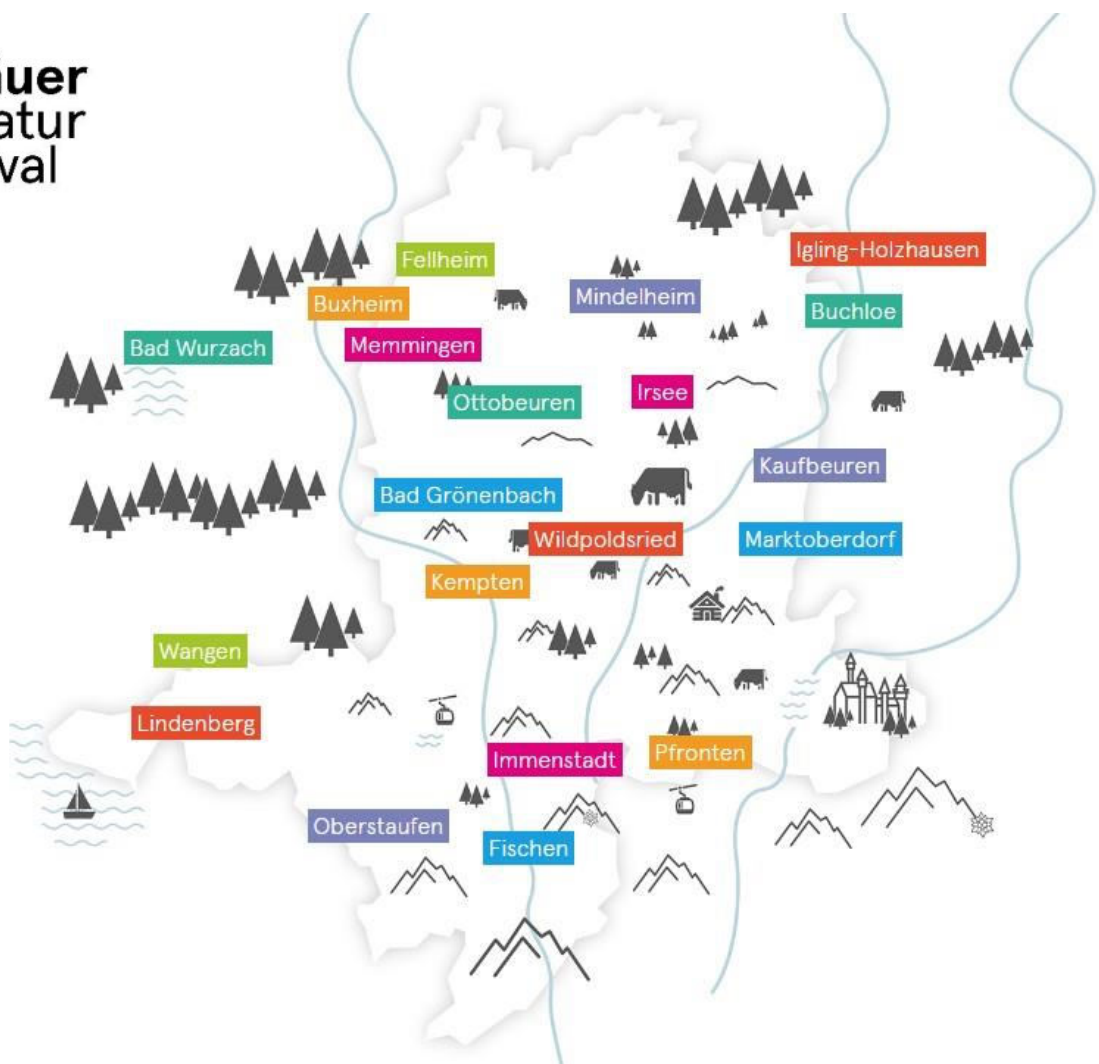 äuer
atur
val
Fellheim
Igling-Holzhausen
Buxheim
Mindelheim
Buchloe
Bad Wurzach
Memmingen
Ottobeuren
Irsee
Kaufbeuren
Bad Grönenbach
Wildpoldsried
Marktoberdorf
Kempten
Wangen
Lindenberg
Immenstadt
Pfronten
Oberstaufen
Fischen